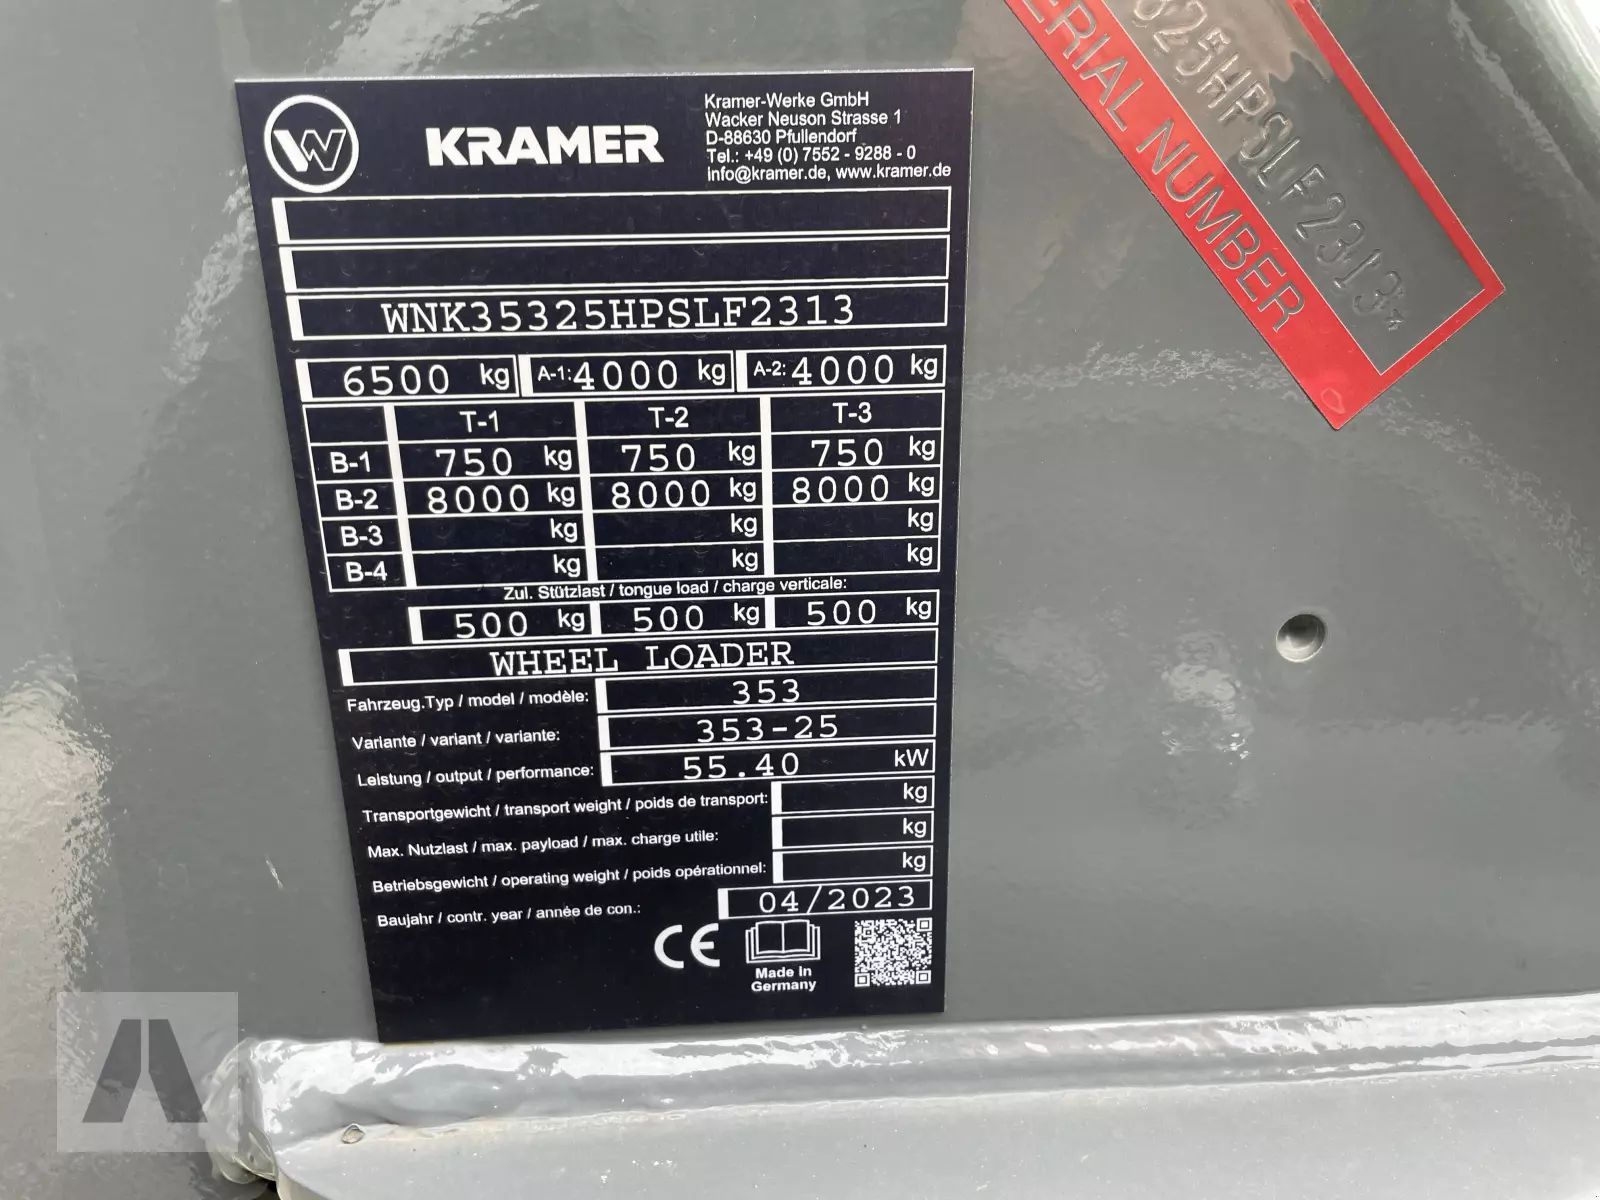 W
KRAMER
Kramer-Werke GmbH
Wacker Neuson Strasse 1
D-88630 Pfullendorf
Tel.: +49 (0) 7552 - 9288 - 0
info@kramer.de, www.kramer.de
WNK35325HPSLF2313
6500 kg A-1: 4000 kg A-2: 4000 kg
T-1 T-2 T-3
B-1 750 kg 750 kg 750 kg
B-2 8000 kg 8000 kg 8000 kg
B-3 kg kg kg
B-4 kg kg kg
Zul. Stützlast / tongue load / charge verticale:
500 kg 500 kg 500 kg
WHEEL LOADER
Fahrzeug.Typ / model / modèle: 353
Variante / variant / variante: 353-25
Leistung / output / performance: 55.40 kW
Transportgewicht / transport weight / poids de transport: kg
Max. Nutzlast / max. payload / max. charge utile: kg
Betriebsgewicht / operating weight / poids opérationnel: kg
Baujahr / contr. year / année de con.: 04/2023
CE
Made in
Germany
325HPSLF2313
ERIAL NUMBER